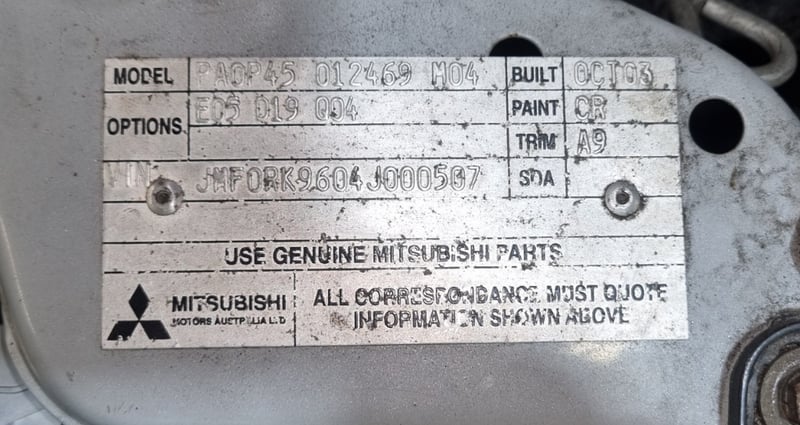 MODEL PA0P45 012469 M04 BUILT OCT03
OPTIONS E05 019 004 PAINT CR
TRIM A9
VIN JMF0RK9604J000507 SDA
USE GENUINE MITSUBISHI PARTS
MITSUBISHI
MOTORS AUSTRALIA LTD
ALL CORRESPONDANCE MUST QUOTE
INFORMATION SHOWN ABOVE